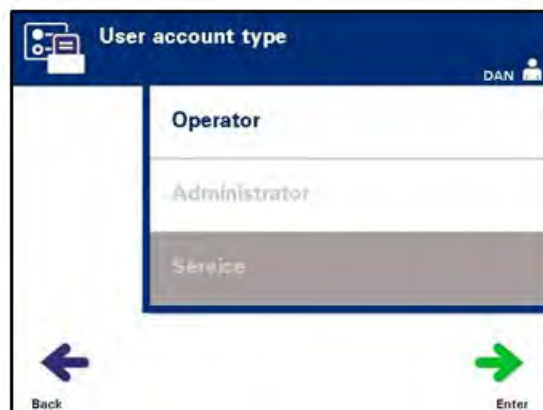 User account type
DAN
Operator
Administrator
Service
Back
Enter